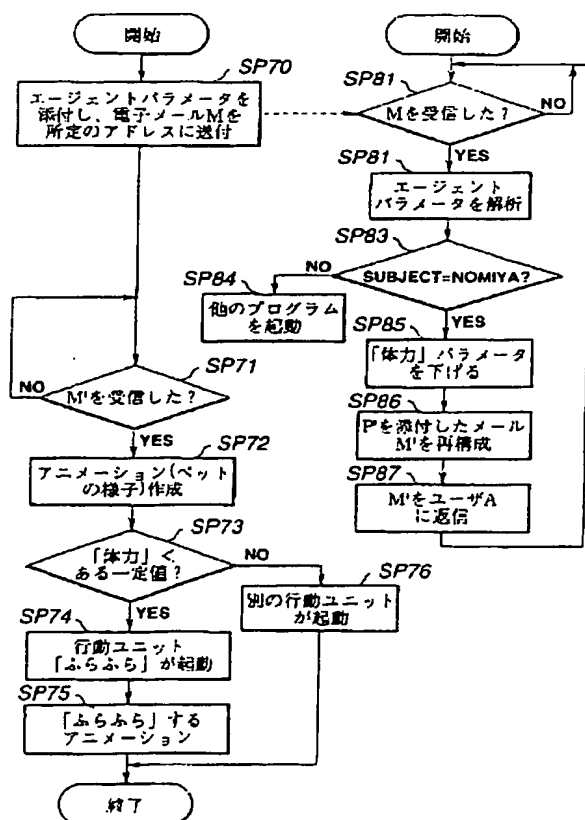 開始
SP70
エージェントパラメータを
添付し、電子メールMを
所定のアドレスに送付
SP71
M'を受信した?
NO
YES
SP72
アニメーション(ペット
の様子)作成
SP73
「体力」<
ある一定値?
NO
YES
SP74
行動ユニット
「ふらふら」が起動
SP75
「ふらふら」する
アニメーション
SP76
別の行動ユニット
が起動
終了
開始
SP81
Mを受信した?
NO
YES
SP81
エージェント
パラメータを解析
SP83
SUBJECT=NOMIYA?
NO
YES
SP84
他のプログラム
を起動
SP85
「体力」パラメータ
を下げる
SP86
P'を添付したメール
M'を再構成
SP87
M'をユーザA
に返信